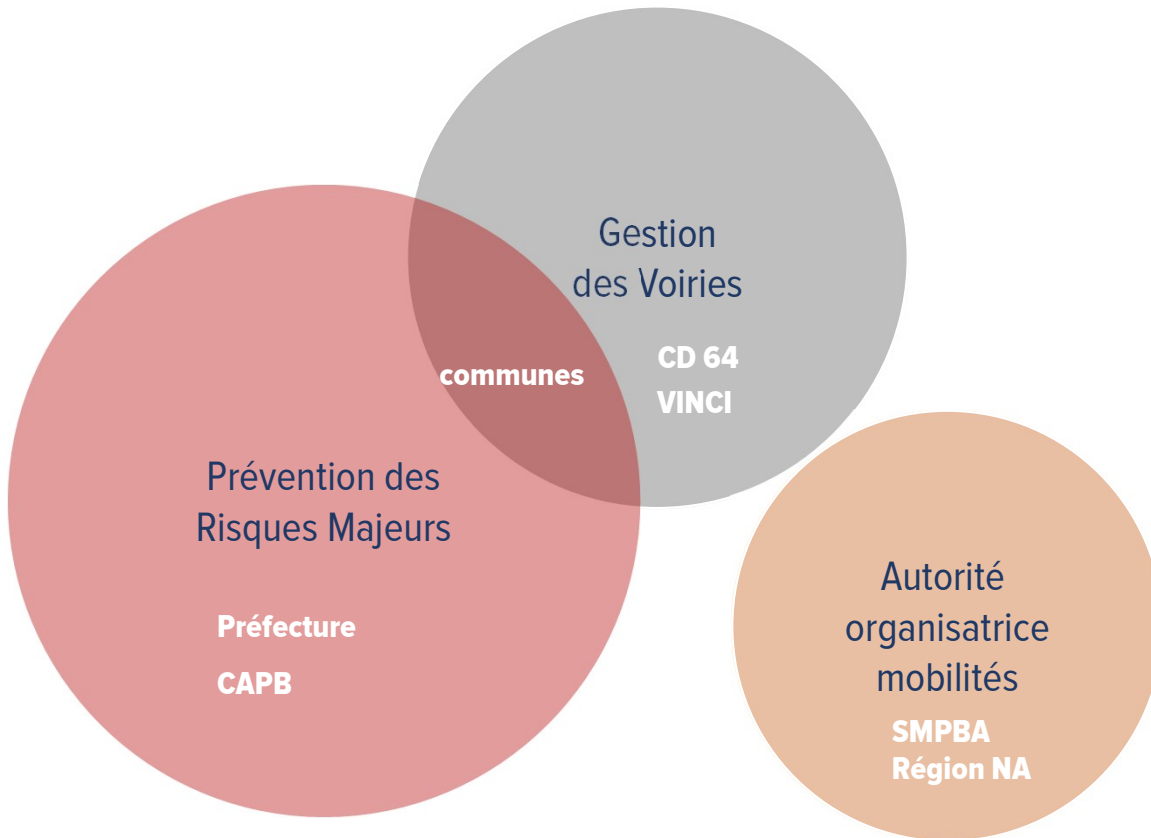 Gestion
des Voiries
CD 64
VINCI
communes
Prévention des
Risques Majeurs
Préfecture
CAPB
Autorité
organisatrice
mobilités
SMPBA
Région NA